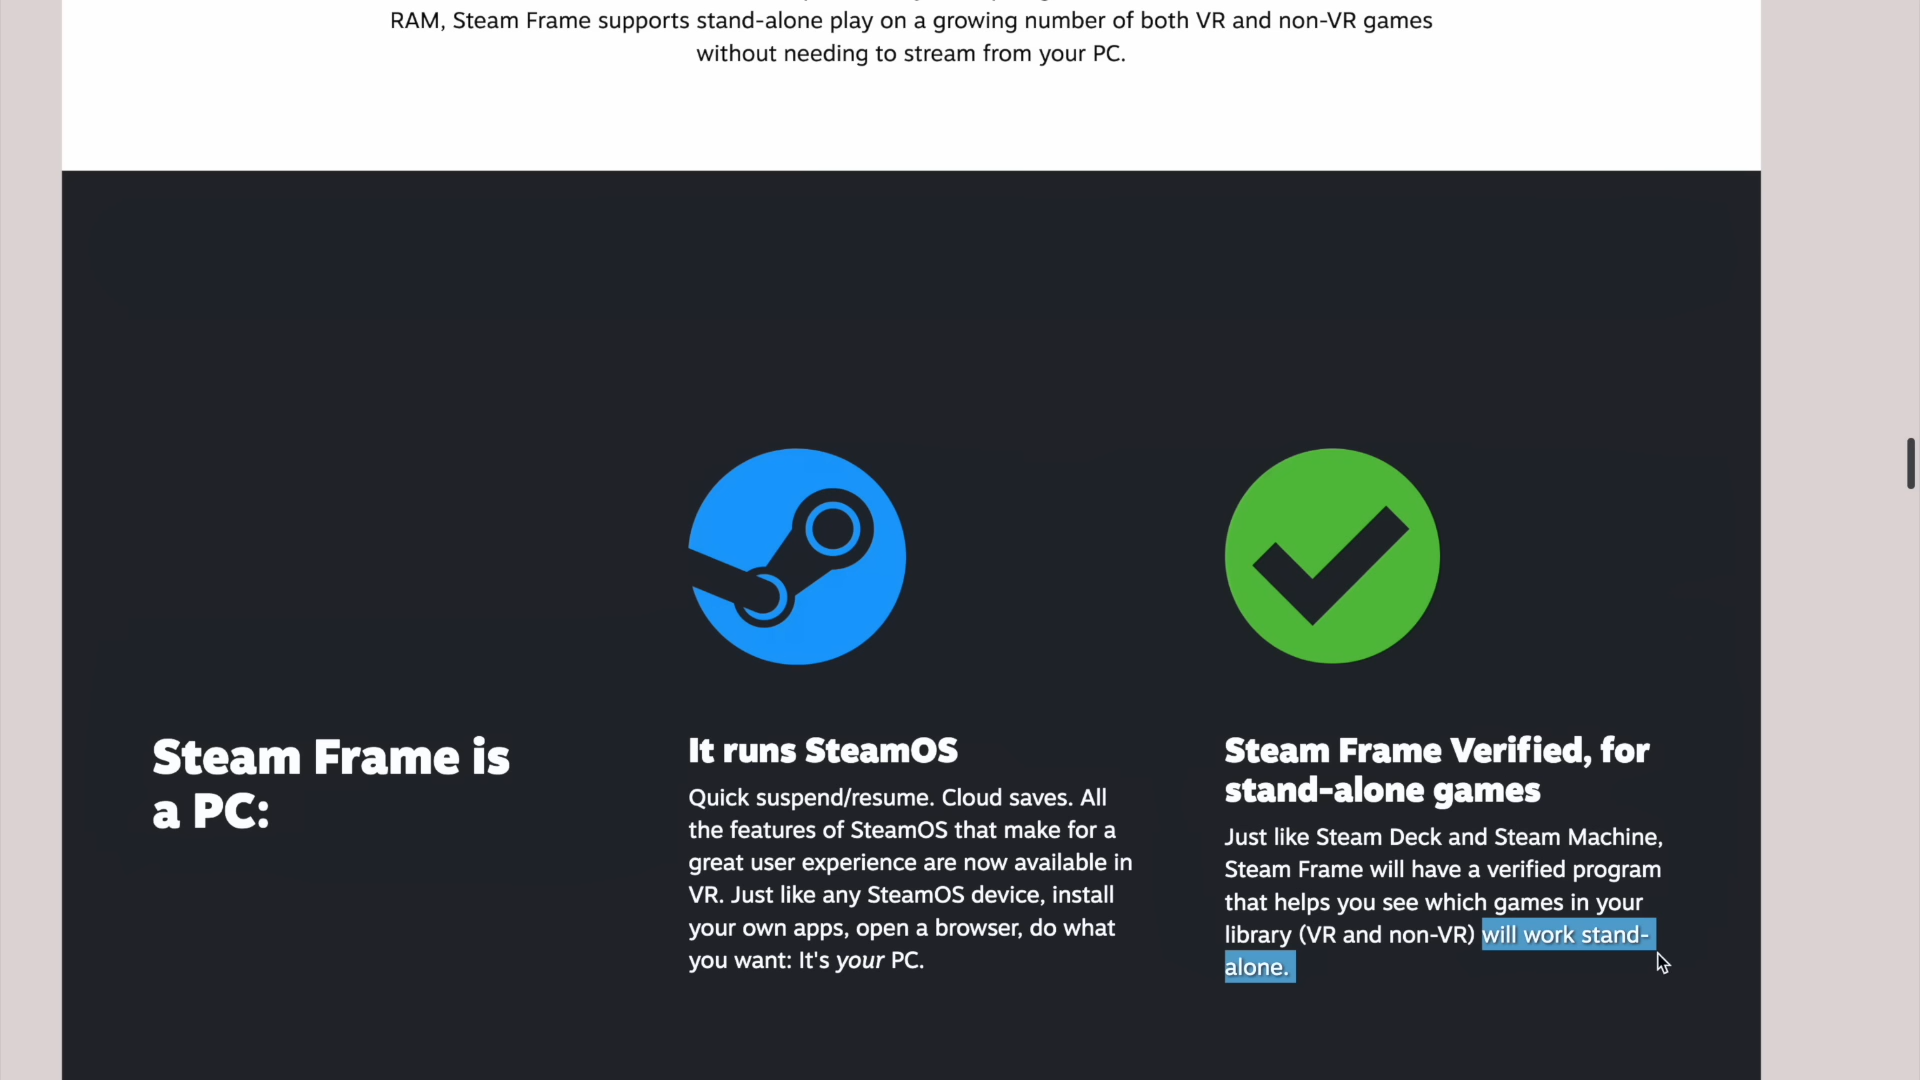 RAM, Steam Frame supports stand-alone play on a growing number of both VR and non-VR games
without needing to stream from your PC.
Steam Frame is
a PC:
It runs SteamOS
Quick suspend/resume. Cloud saves. All
the features of SteamOS that make for a
great user experience are now available in
VR. Just like any SteamOS device, install
your own apps, open a browser, do what
you want: It's your PC.
Steam Frame Verified, for
stand-alone games
Just like Steam Deck and Steam Machine,
Steam Frame will have a verified program
that helps you see which games in your
library (VR and non-VR) will work stand-
alone.